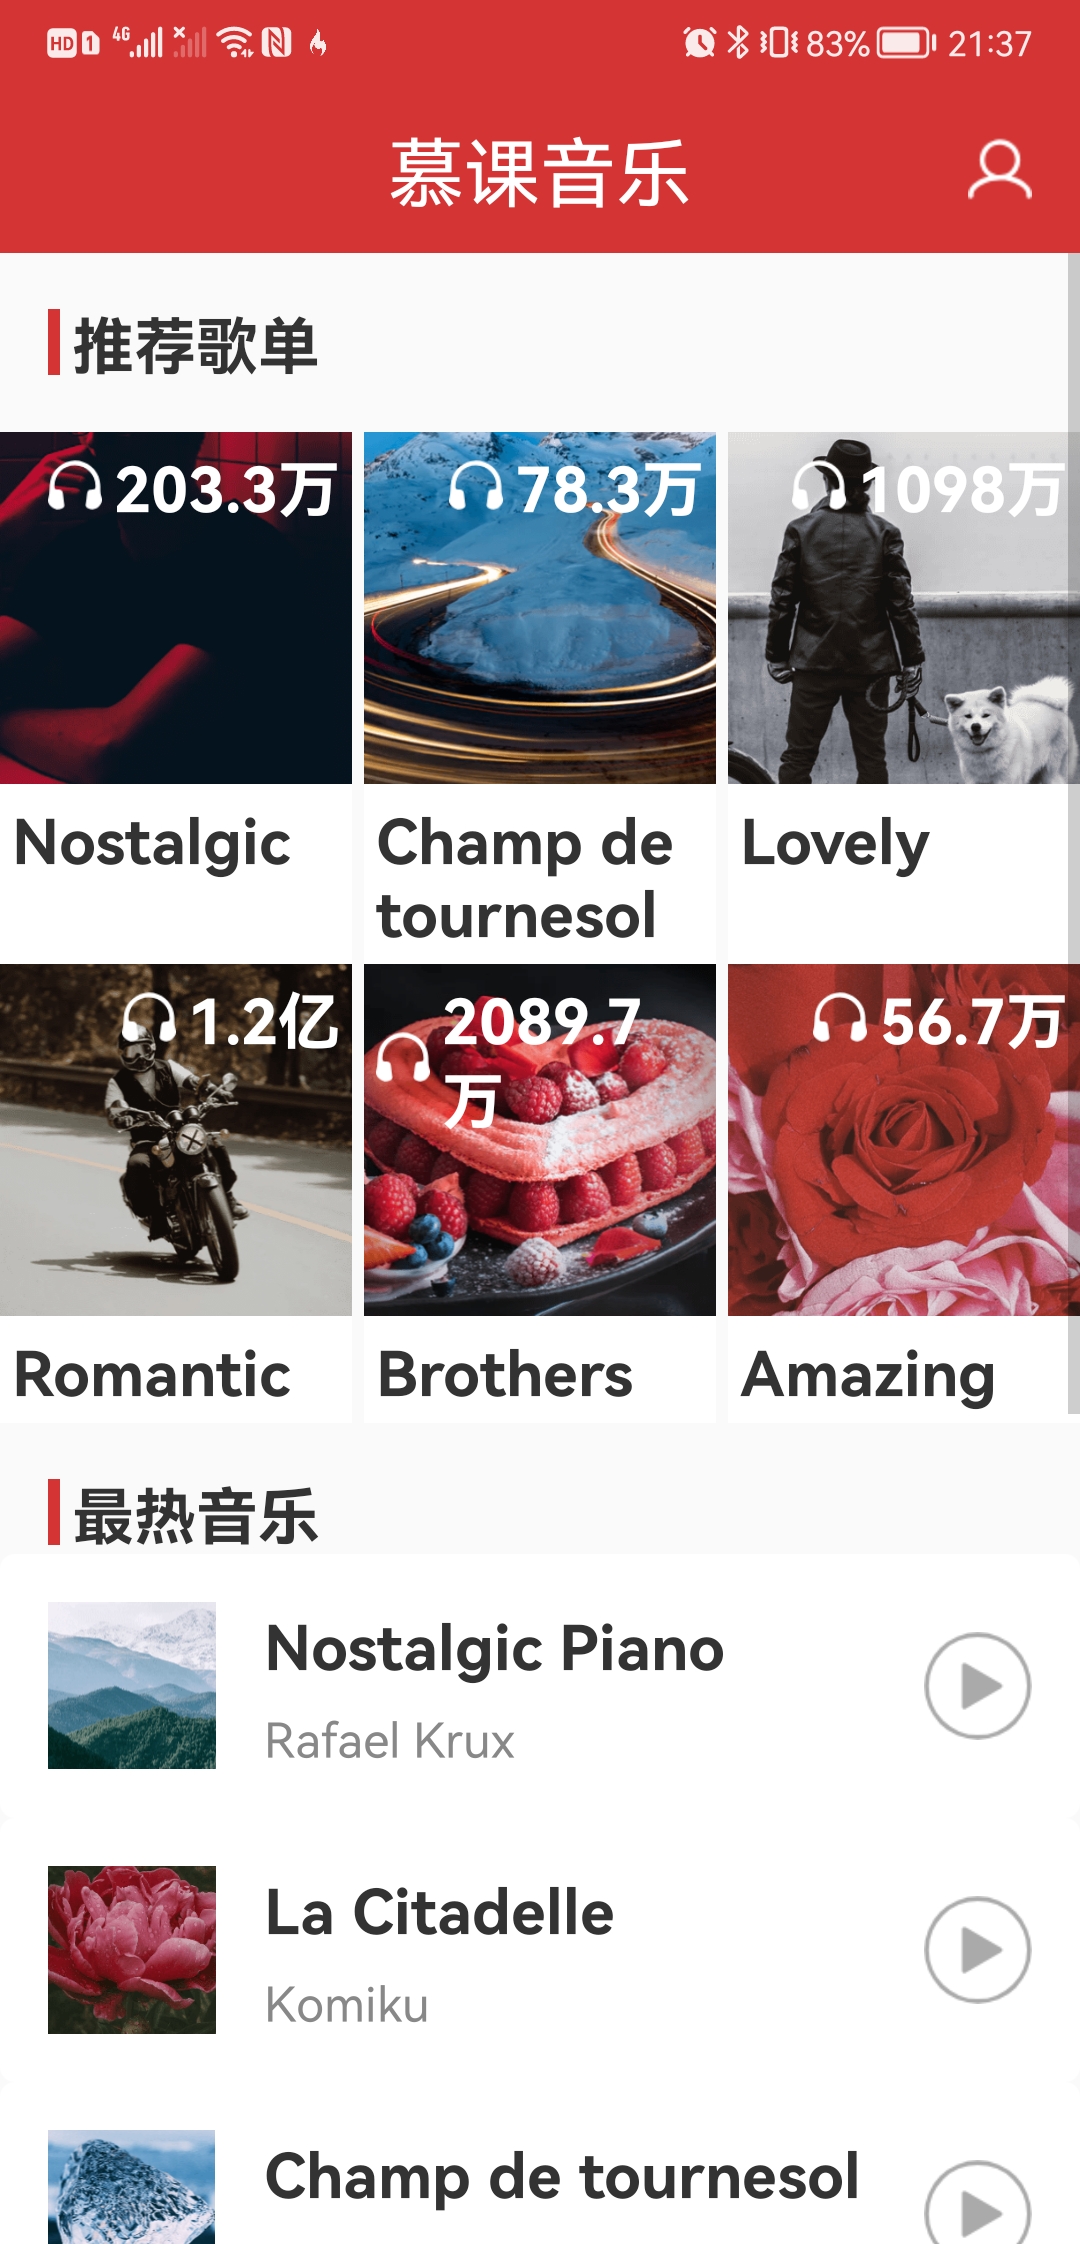 HD 1 4G 83% 21:37
慕课音乐
推荐歌单
203.3万 78.3万 1098万
Nostalgic Champ de Lovely
tournesol
1.2亿 2089.7 56.7万
万
Romantic Brothers Amazing
最热音乐
Nostalgic Piano
Rafael Krux
La Citadelle
Komiku
Champ de tournesol